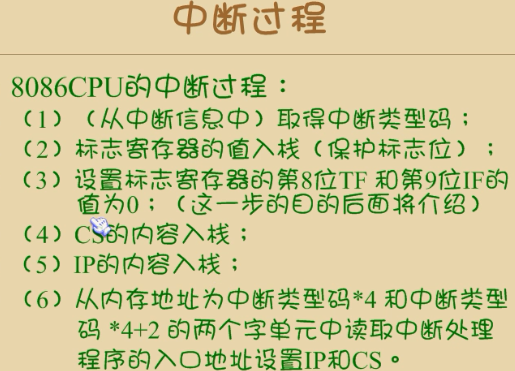 中断过程
8086CPU的中断过程：
（1）（从中断信息中）取得中断类型码；
（2）标志寄存器的值入栈（保护标志位）；
（3）设置标志寄存器的第8位TF 和第9位IF的
值为0；（这一步的目的后面将介绍）
（4）CS的内容入栈；
（5）IP的内容入栈；
（6）从内存地址为中断类型码*4 和中断类型
码 *4+2 的两个字单元中读取中断处理
程序的入口地址设置IP和CS。